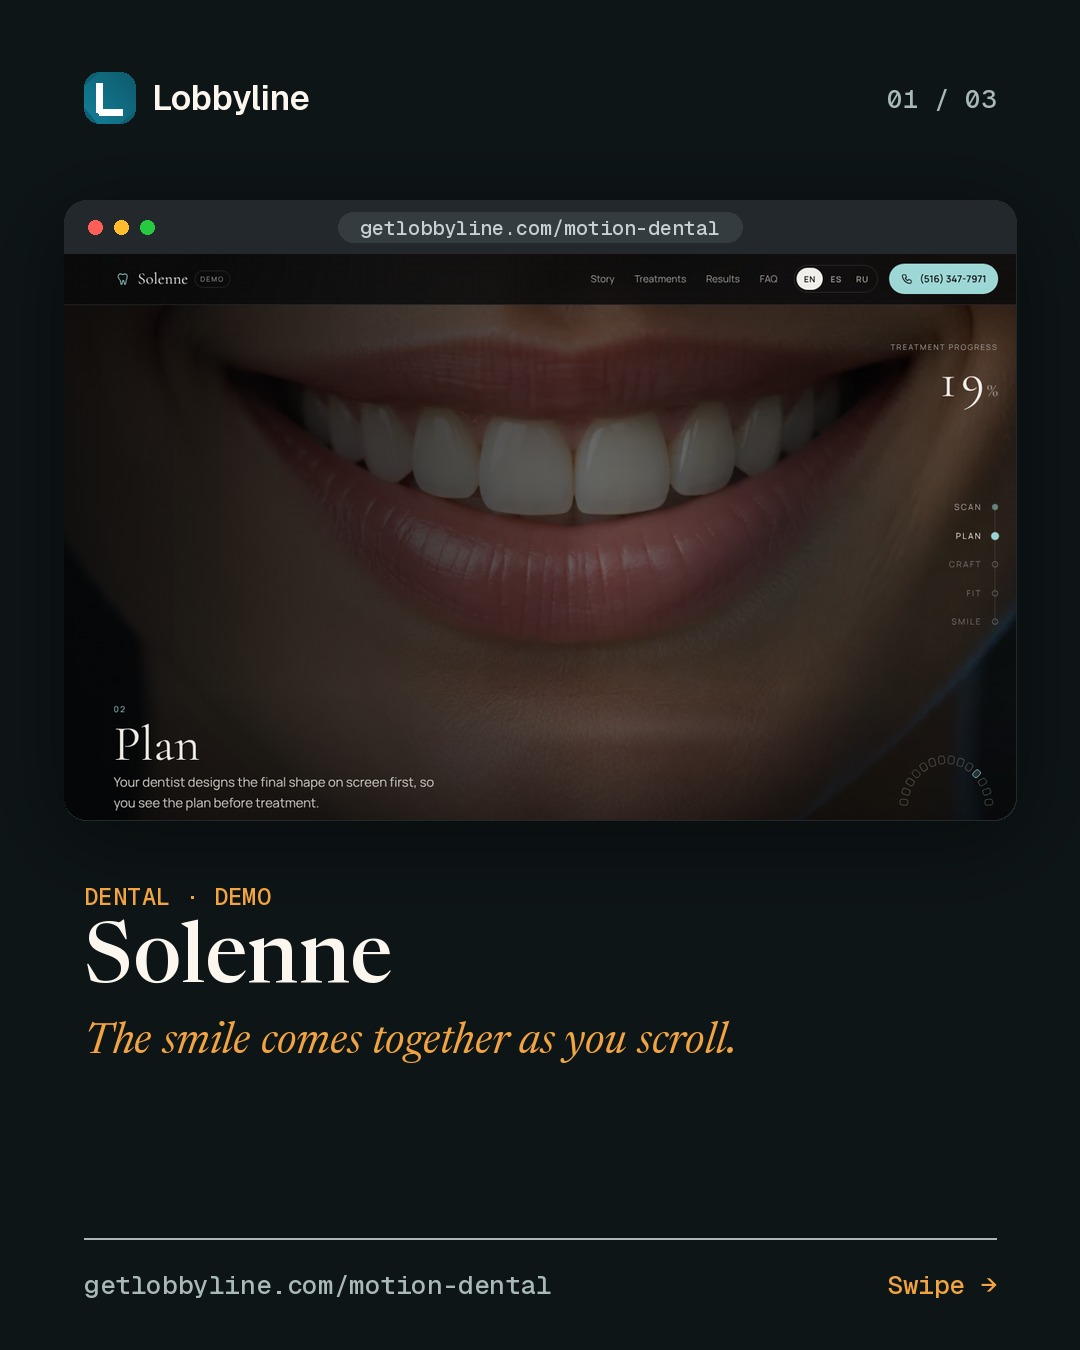 Lobbyline
01 / 03
getlobbyline.com/motion-dental
Solenne DEMO
Story Treatments Results FAQ EN ES RU (516) 347-7971
TREATMENT PROGRESS
19%
SCAN
PLAN
CRAFT
FIT
SMILE
02
Plan
Your dentist designs the final shape on screen first, so
you see the plan before treatment.
DENTAL · DEMO
Solenne
The smile comes together as you scroll.
getlobbyline.com/motion-dental
Swipe →